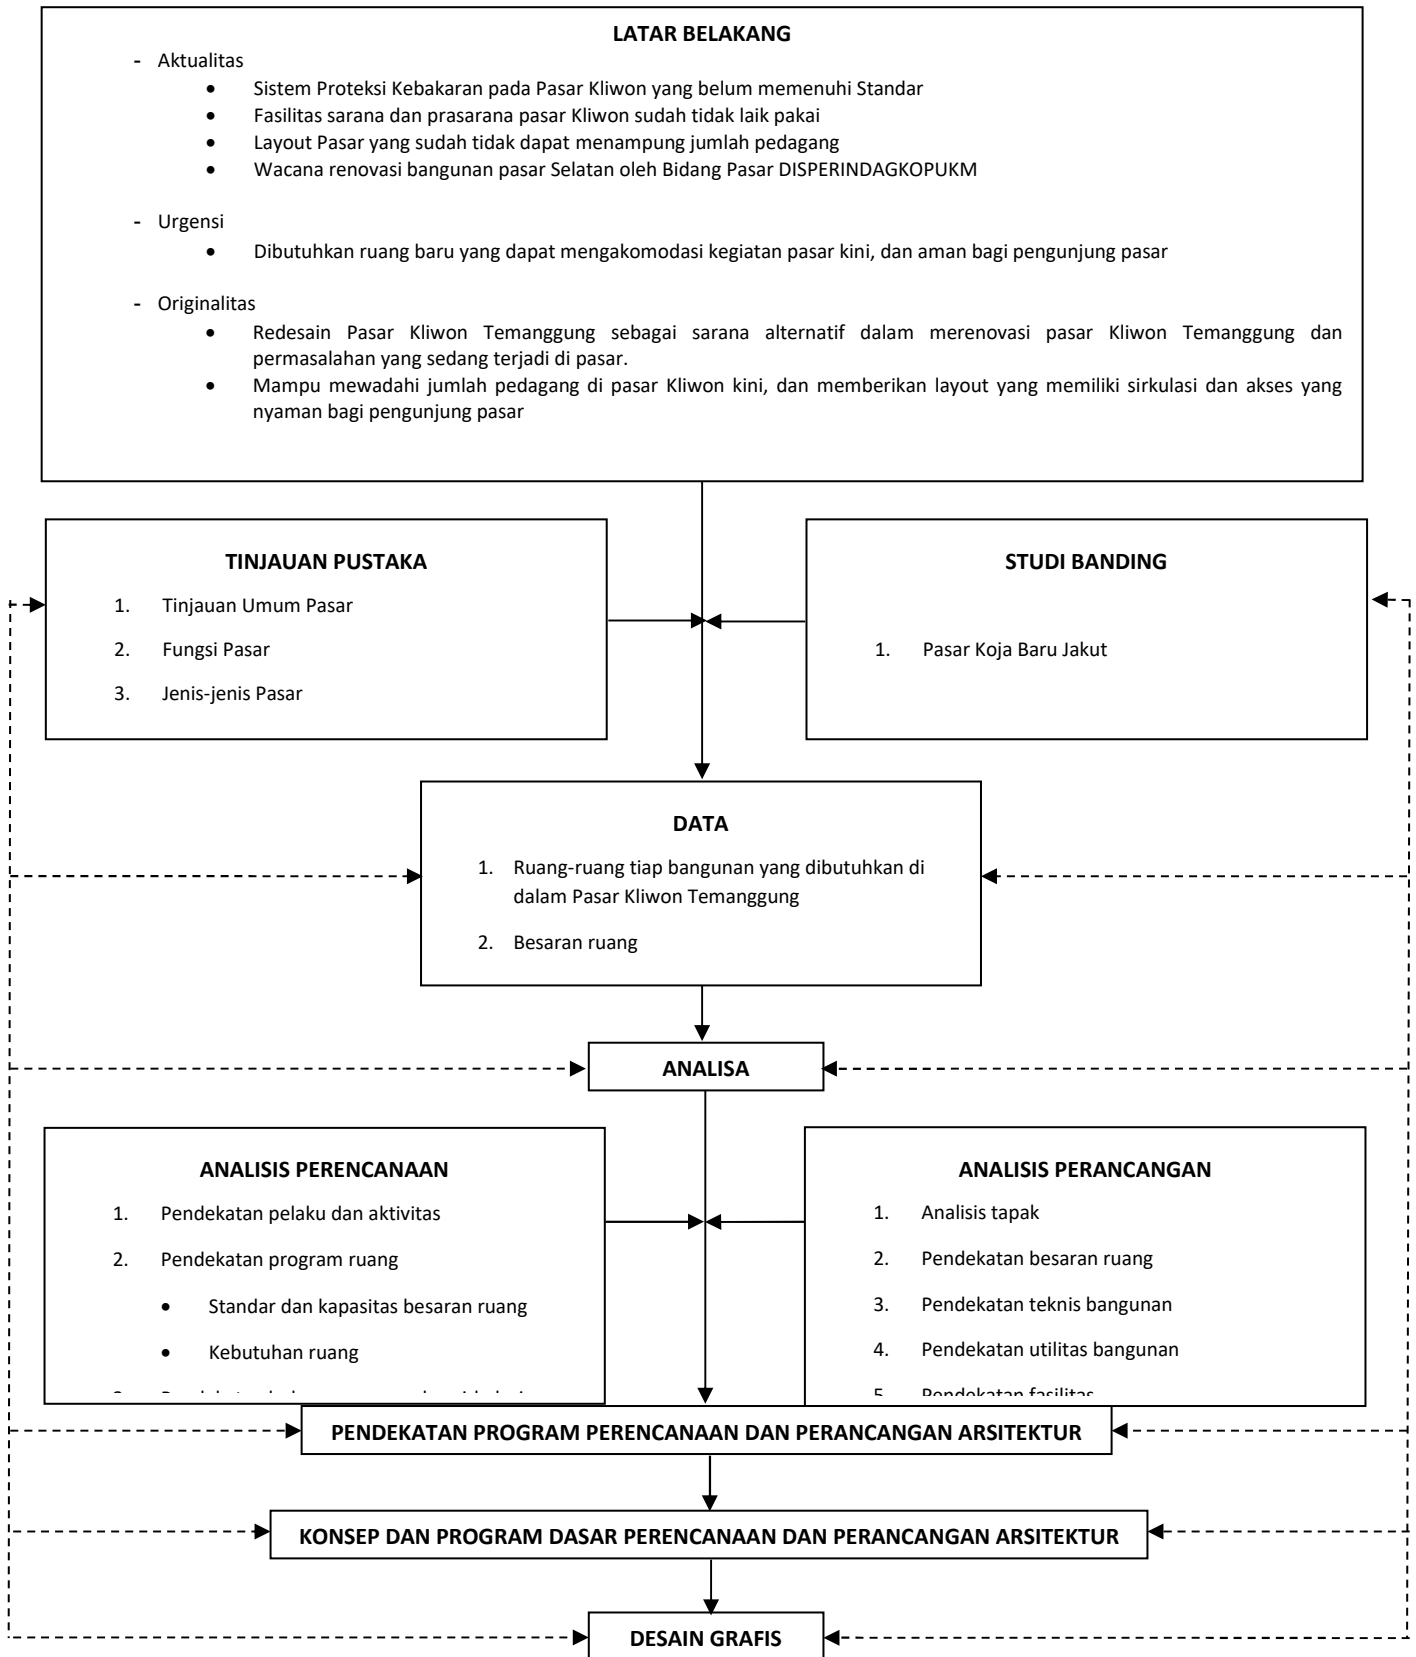 LATAR BELAKANG
- Aktualitas
• Sistem Proteksi Kebakaran pada Pasar Kliwon yang belum memenuhi Standar
• Fasilitas sarana dan prasarana pasar Kliwon sudah tidak laik pakai
• Layout Pasar yang sudah tidak dapat menampung jumlah pedagang
• Wacana renovasi bangunan pasar Selatan oleh Bidang Pasar DISPERINDAGKOPUKM
- Urgensi
• Dibutuhkan ruang baru yang dapat mengakomodasi kegiatan pasar kini, dan aman bagi pengunjung pasar
- Originalitas
• Redesain Pasar Kliwon Temanggung sebagai sarana alternatif dalam merenovasi pasar Kliwon Temanggung dan
permasalahan yang sedang terjadi di pasar.
• Mampu mewadahi jumlah pedagang di pasar Kliwon kini, dan memberikan layout yang memiliki sirkulasi dan akses yang
nyaman bagi pengunjung pasar
TINJAUAN PUSTAKA
1. Tinjauan Umum Pasar
2. Fungsi Pasar
3. Jenis-jenis Pasar
STUDI BANDING
1. Pasar Koja Baru Jakut
DATA
1. Ruang-ruang tiap bangunan yang dibutuhkan di
dalam Pasar Kliwon Temanggung
2. Besaran ruang
ANALISA
ANALISIS PERENCANAAN
1. Pendekatan pelaku dan aktivitas
2. Pendekatan program ruang
• Standar dan kapasitas besaran ruang
• Kebutuhan ruang
ANALISIS PERANCANGAN
1. Analisis tapak
2. Pendekatan besaran ruang
3. Pendekatan teknis bangunan
4. Pendekatan utilitas bangunan
5. Pendekatan fasilitas
PENDEKATAN PROGRAM PERENCANAAN DAN PERANCANGAN ARSITEKTUR
KONSEP DAN PROGRAM DASAR PERENCANAAN DAN PERANCANGAN ARSITEKTUR
DESAIN GRAFIS